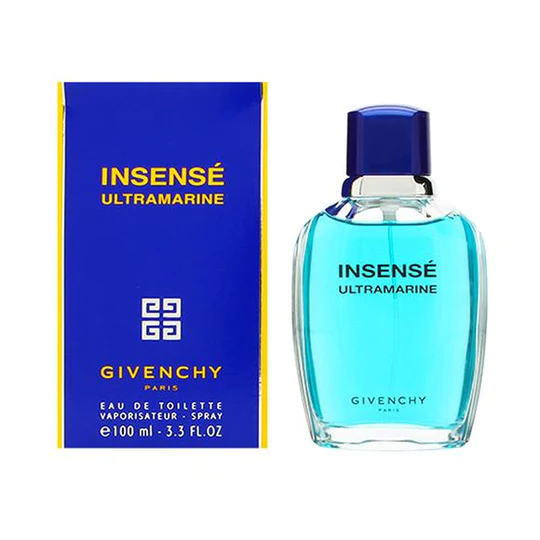 INSENSÉ
ULTRAMARINE
GIVENCHY
PARIS
EAU DE TOILETTE
VAPORISATEUR - SPRAY
℮100 ml - 3.3 FL.OZ
INSENSÉ
ULTRAMARINE
GIVENCHY
PARIS